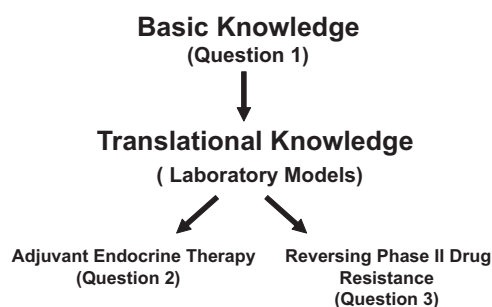 Basic Knowledge
(Question 1)
Translational Knowledge
( Laboratory Models)
Adjuvant Endocrine Therapy
(Question 2)
Reversing Phase II Drug
Resistance
(Question 3)